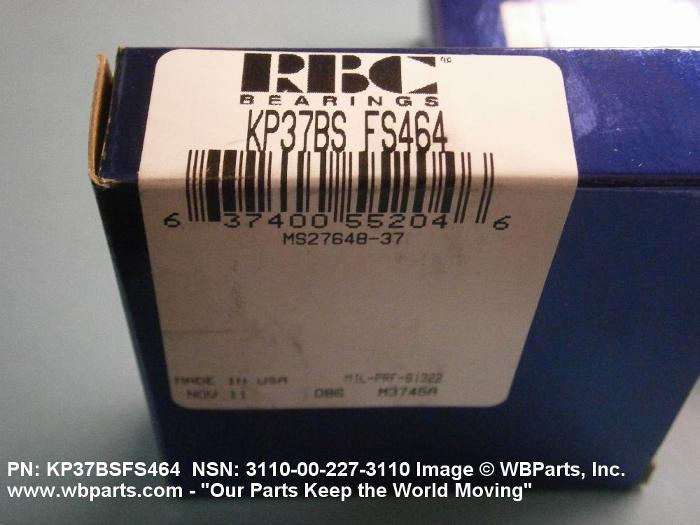 RBC®
BEARINGS
KP37BS FS464
6 37400 55204 6
MS27648-37
MADE IN USA MIL-PRF-81322
NOV 11 086 M3745A
PN: KP37BSFS464 NSN: 3110-00-227-3110 Image © WBParts, Inc.
www.wbparts.com - "Our Parts Keep the World Moving"